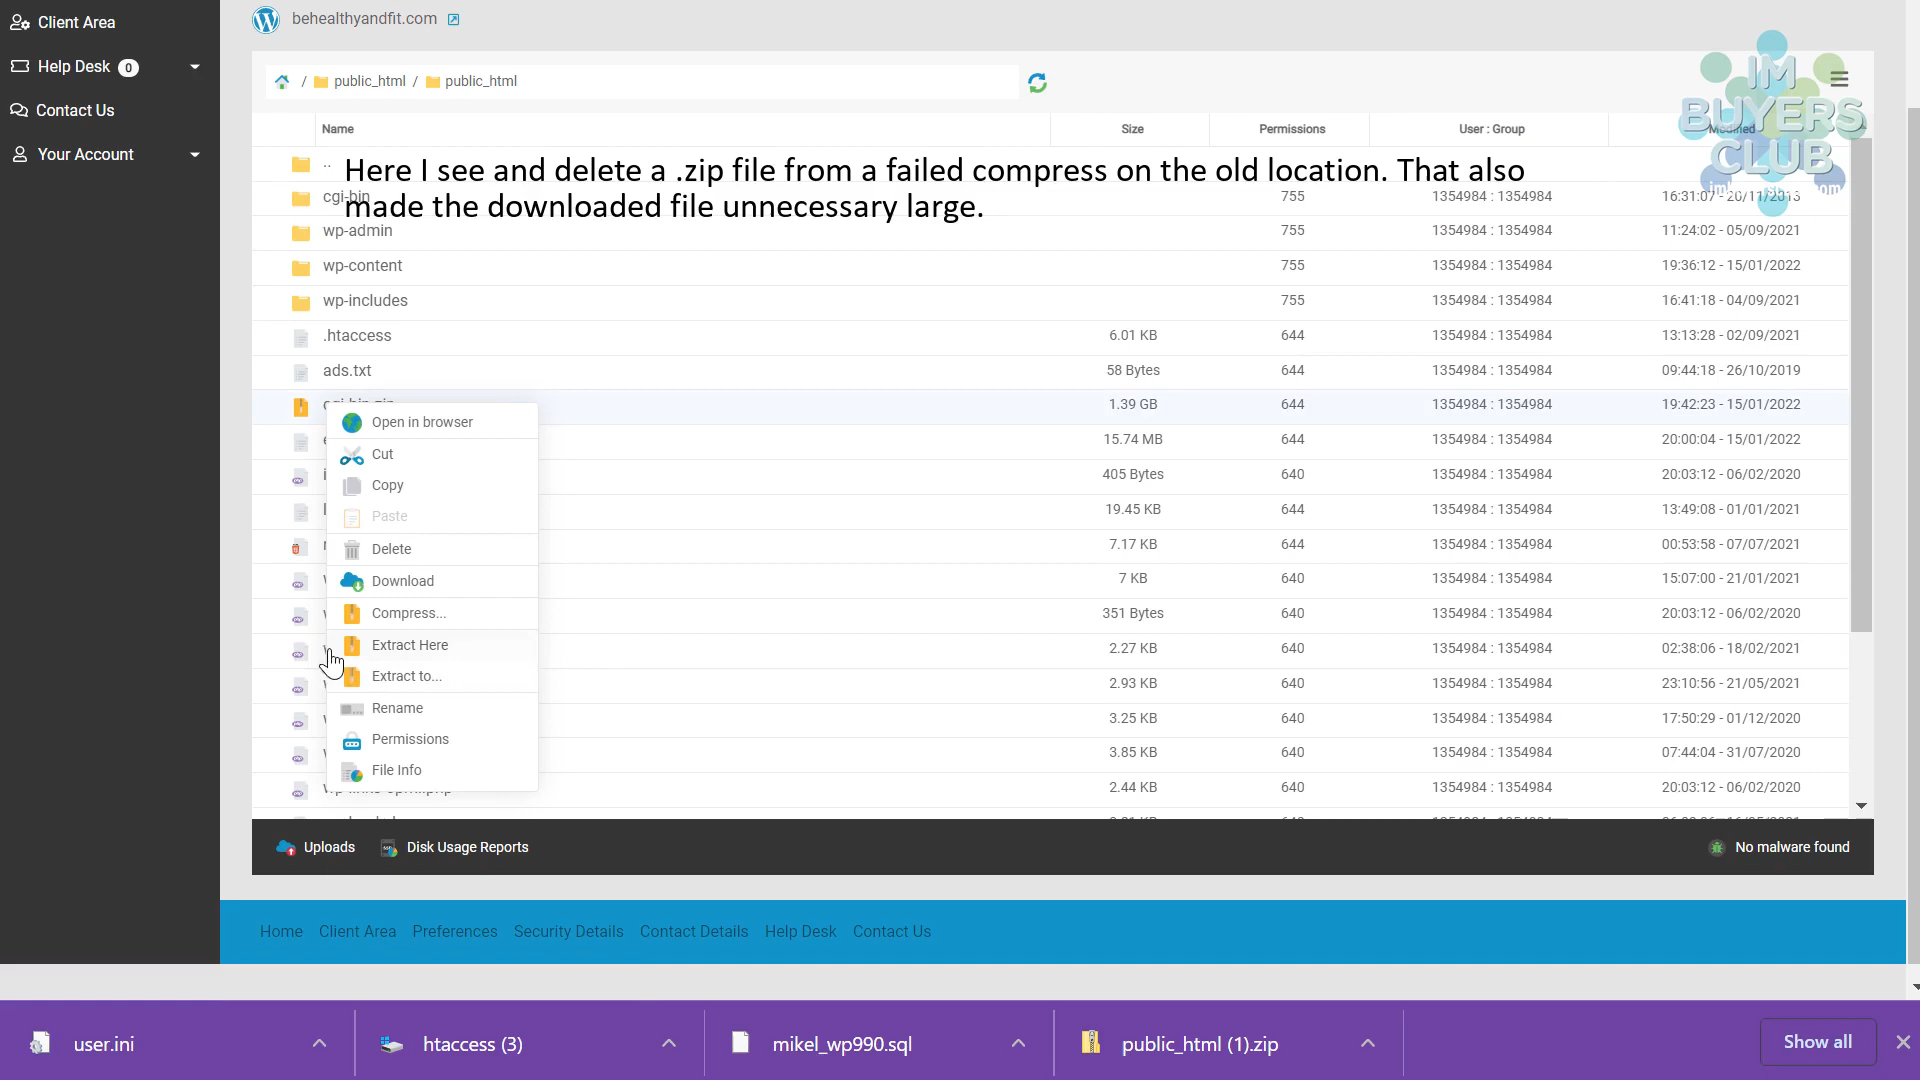 Client Area
Help Desk 0
Contact Us
Your Account
behealthyandfit.com
/ public_html / public_html
IM
BUYERS
CLUB
Name Size Permissions User : Group Modified
..
Here I see and delete a .zip file from a failed compress on the old location. That also
made the downloaded file unnecessary large.
cgi-bin 755 1354984 : 1354984 16:31:07 - 20/11/2013
wp-admin 755 1354984 : 1354984 11:24:02 - 05/09/2021
wp-content 755 1354984 : 1354984 19:36:12 - 15/01/2022
wp-includes 755 1354984 : 1354984 16:41:18 - 04/09/2021
.htaccess 6.01 KB 644 1354984 : 1354984 13:13:28 - 02/09/2021
ads.txt 58 Bytes 644 1354984 : 1354984 09:44:18 - 26/10/2019
cgi-bin.zip 1.39 GB 644 1354984 : 1354984 19:42:23 - 15/01/2022
15.74 MB 644 1354984 : 1354984 20:00:04 - 15/01/2022
405 Bytes 640 1354984 : 1354984 20:03:12 - 06/02/2020
19.45 KB 644 1354984 : 1354984 13:49:08 - 01/01/2021
7.17 KB 644 1354984 : 1354984 00:53:58 - 07/07/2021
7 KB 640 1354984 : 1354984 15:07:00 - 21/01/2021
351 Bytes 640 1354984 : 1354984 20:03:12 - 06/02/2020
2.27 KB 640 1354984 : 1354984 02:38:06 - 18/02/2021
2.93 KB 640 1354984 : 1354984 23:10:56 - 21/05/2021
3.25 KB 640 1354984 : 1354984 17:50:29 - 01/12/2020
3.85 KB 640 1354984 : 1354984 07:44:04 - 31/07/2020
2.44 KB 640 1354984 : 1354984 20:03:12 - 06/02/2020
Open in browser
Cut
Copy
Paste
Delete
Download
Compress...
Extract Here
Extract to...
Rename
Permissions
File Info
Uploads Disk Usage Reports No malware found
Home Client Area Preferences Security Details Contact Details Help Desk Contact Us
user.ini htaccess (3) mikel_wp990.sql public_html (1).zip Show all